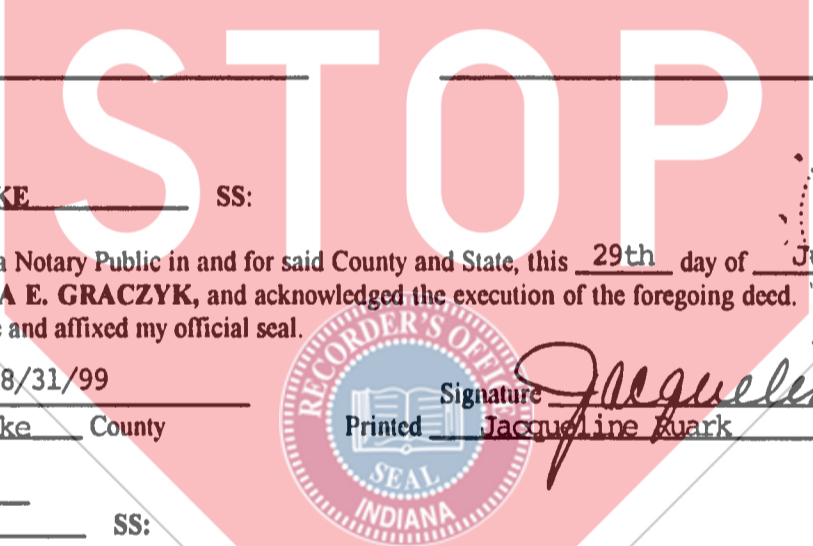 STOP
KE SS:
a Notary Public in and for said County and State, this 29th day of J
A E. GRACZYK, and acknowledged the execution of the foregoing deed.
and affixed my official seal.
RECORDER'S OFFICE
SEAL
INDIANA
8/31/99
Signature Jacqueli
ke County Printed Jacqueline Ruark
SS: